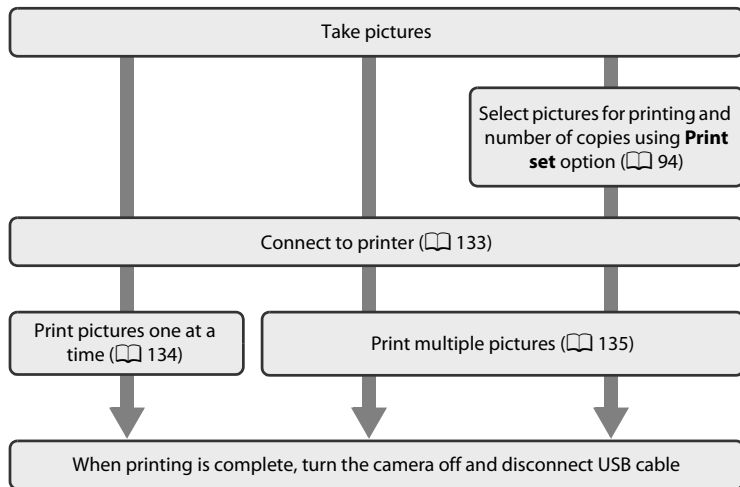 Take pictures
Select pictures for printing and
number of copies using Print
set option (📖 94)
Connect to printer (📖 133)
Print pictures one at a
time (📖 134)
Print multiple pictures (📖 135)
When printing is complete, turn the camera off and disconnect USB cable